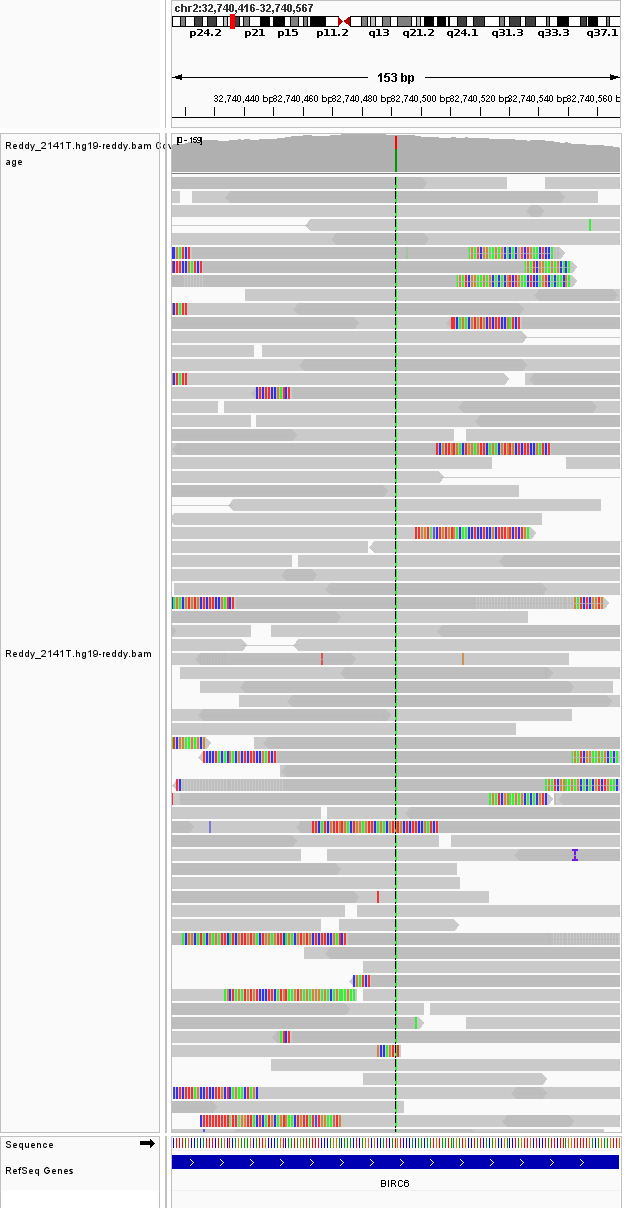 chr2:32,740,416-32,740,567
p24.2 p21 p15 p11.2 q13 q21.2 q24.1 q31.3 q33.3 q37.1
153 bp
32,740,440 bp 32,740,460 bp 32,740,480 bp 32,740,500 bp 32,740,520 bp 32,740,540 bp 32,740,560 b
Reddy_2141T.hg19-reddy.bam Cov
age
[0 - 159]
Reddy_2141T.hg19-reddy.bam
Sequence
RefSeq Genes
BIRC6